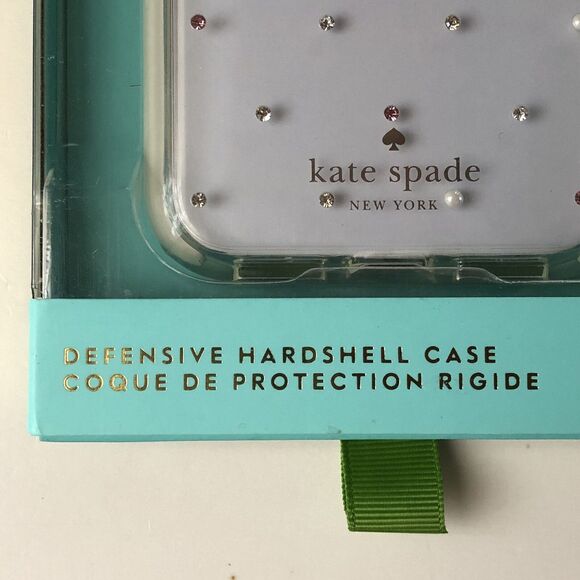 kate spade
NEW YORK
DEFENSIVE HARDSHELL CASE
COQUE DE PROTECTION RIGIDE